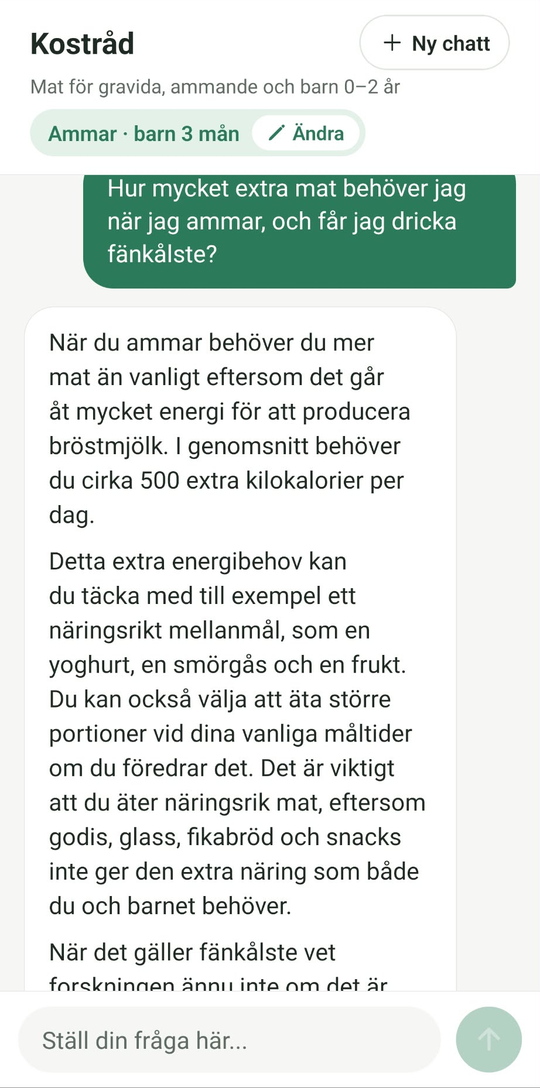 Kostråd
Ny chatt
Mat för gravida, ammande och barn 0–2 år
Ammar · barn 3 mån
Ändra
Hur mycket extra mat behöver jag
när jag ammar, och får jag dricka
fänkålste?
När du ammar behöver du mer
mat än vanligt eftersom det går
åt mycket energi för att producera
bröstmjölk. I genomsnitt behöver
du cirka 500 extra kilokalorier per
dag.
Detta extra energibehov kan
du täcka med till exempel ett
näringsrikt mellanmål, som en
yoghurt, en smörgås och en frukt.
Du kan också välja att äta större
portioner vid dina vanliga måltider
om du föredrar det. Det är viktigt
att du äter näringsrik mat, eftersom
godis, glass, fikabröd och snacks
inte ger den extra näring som både
du och barnet behöver.
När det gäller fänkålste vet
forskningen ännu inte om det är
Ställ din fråga här...